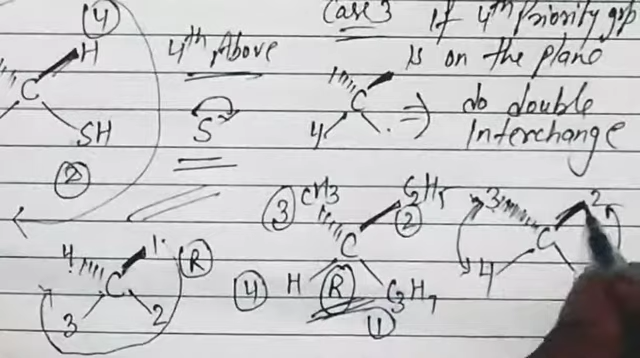 Case 3 If 4th Priority grp
is on the plane
4
⇒ do double
Interchange
4
H
C
SH
2
4th Above
S
C
3 CH3
C2H5
2
C
4 H
R
C3H7
1
4
1
R
C
3
2
3
2
C
4